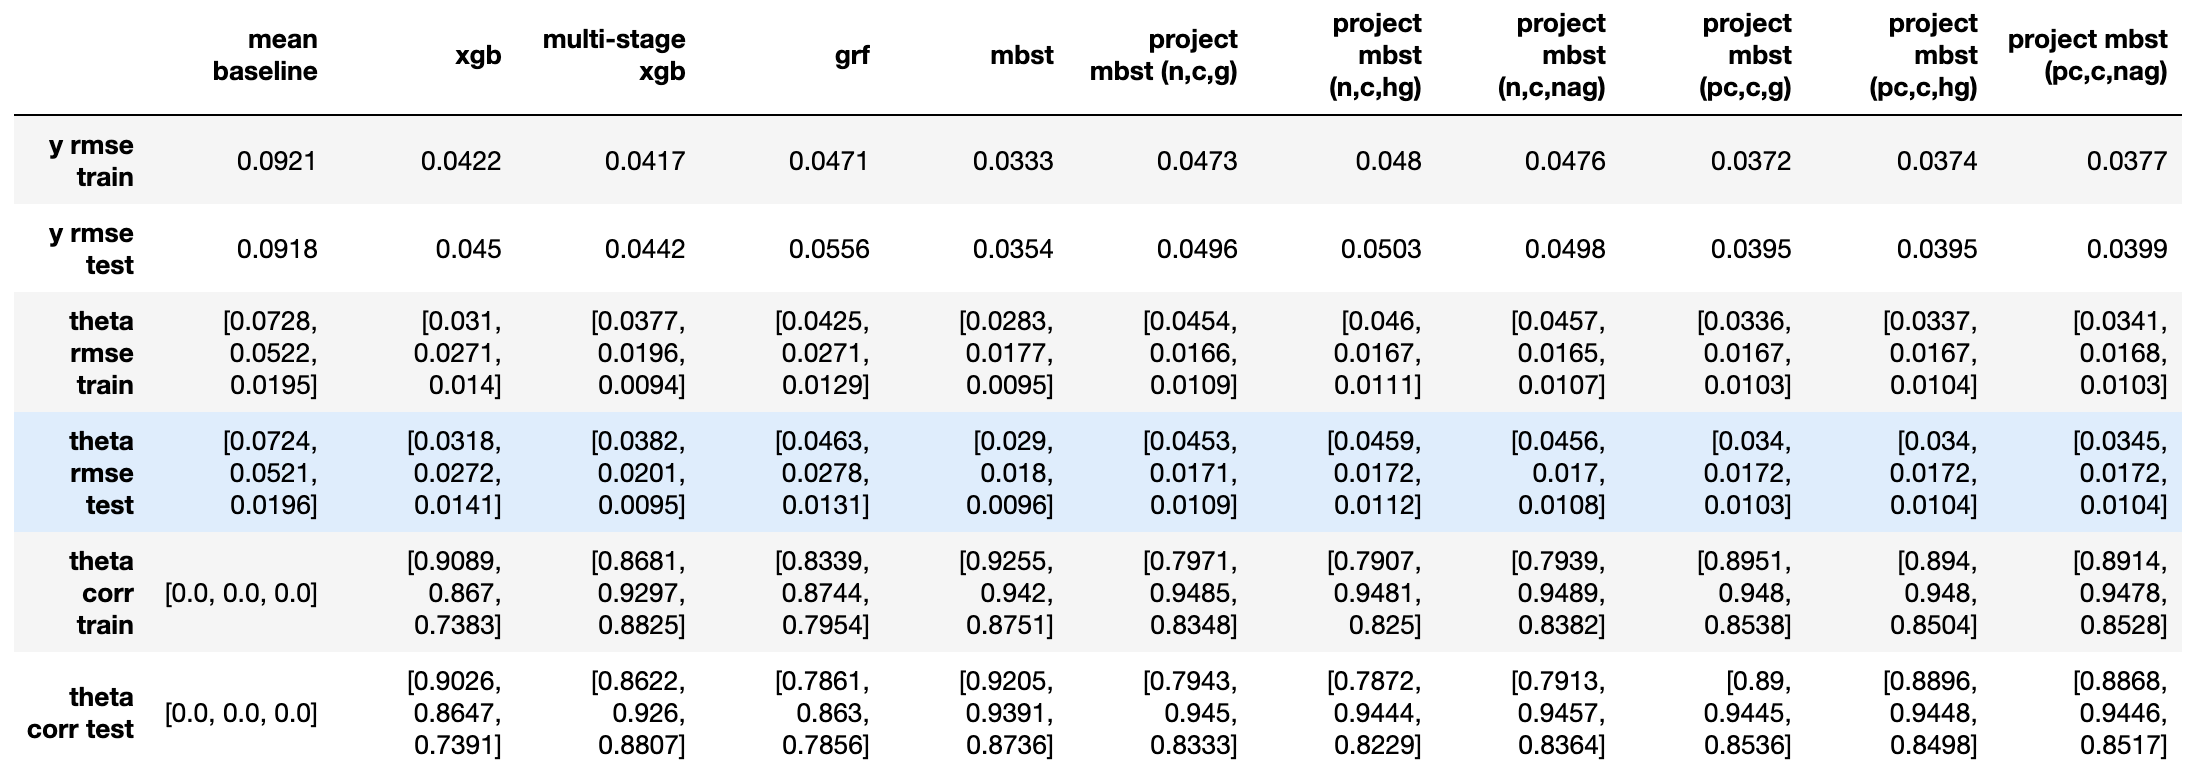 mean baseline xgb multi-stage xgb grf mbst project mbst (n,c,g) project mbst (n,c,hg) project mbst (n,c,nag) project mbst (pc,c,g) project mbst (pc,c,hg) project mbst (pc,c,nag)
y rmse train 0.0921 0.0422 0.0417 0.0471 0.0333 0.0473 0.048 0.0476 0.0372 0.0374 0.0377
y rmse test 0.0918 0.045 0.0442 0.0556 0.0354 0.0496 0.0503 0.0498 0.0395 0.0395 0.0399
theta [0.0728, [0.031, [0.0377, [0.0425, [0.0283, [0.0454, [0.046, [0.0457, [0.0336, [0.0337, [0.0341,
rmse 0.0522, 0.0271, 0.0196, 0.0271, 0.0177, 0.0166, 0.0167, 0.0165, 0.0167, 0.0167, 0.0168,
train 0.0195] 0.014] 0.0094] 0.0129] 0.0095] 0.0109] 0.0111] 0.0107] 0.0103] 0.0104] 0.0103]
theta [0.0724, [0.0318, [0.0382, [0.0463, [0.029, [0.0453, [0.0459, [0.0456, [0.034, [0.034, [0.0345,
rmse 0.0521, 0.0272, 0.0201, 0.0278, 0.018, 0.0171, 0.0172, 0.017, 0.0172, 0.0172, 0.0172,
test 0.0196] 0.0141] 0.0095] 0.0131] 0.0096] 0.0109] 0.0112] 0.0108] 0.0103] 0.0104] 0.0104]
theta [0.9089, [0.8681, [0.8339, [0.9255, [0.7971, [0.7907, [0.7939, [0.8951, [0.894, [0.8914,
corr [0.0, 0.0, 0.0] 0.867, 0.9297, 0.8744, 0.942, 0.9485, 0.9481, 0.9489, 0.948, 0.948, 0.9478,
train 0.7383] 0.8825] 0.7954] 0.8751] 0.8348] 0.825] 0.8382] 0.8538] 0.8504] 0.8528]
theta corr test [0.0, 0.0, 0.0] [0.9026, 0.8647, 0.7391] [0.8622, 0.926, 0.8807] [0.7861, 0.863, 0.7856] [0.9205, 0.9391, 0.8736] [0.7943, 0.945, 0.8333] [0.7872, 0.9444, 0.8229] [0.7913, 0.9457, 0.8364] [0.89, 0.9445, 0.8536] [0.8896, 0.9448, 0.8498] [0.8868, 0.9446, 0.8517]